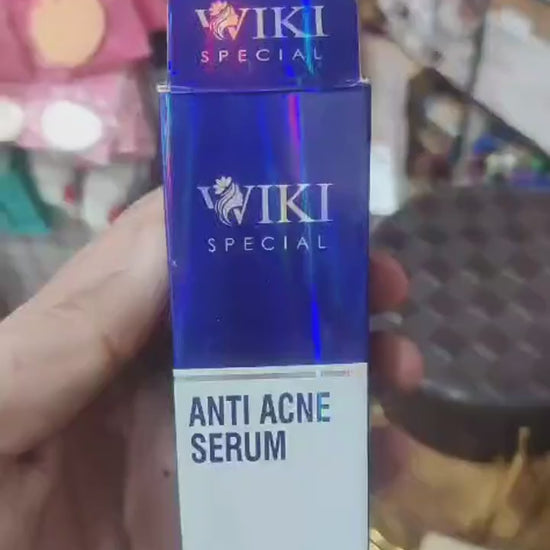 WIKI
SPECIAL
WIKI
SPECIAL
ANTI ACNE
SERUM